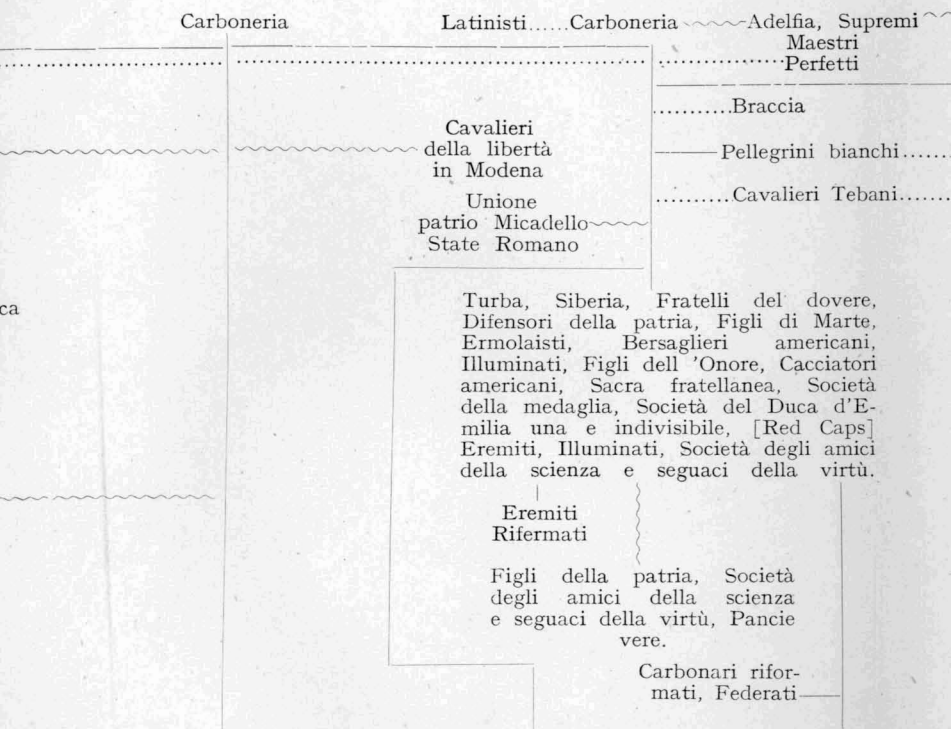 Carboneria
Latinisti......Carboneria Adelfia, Supremi
Maestri
Perfetti
Braccia
Cavalieri
della libertà
in Modena
Pellegrini bianchi
Cavalieri Tebani
Unione
patrio Micadello
State Romano
ca
Turba, Siberia, Fratelli del dovere,
Difensori della patria, Figli di Marte,
Ermolaisti, Bersaglieri americani,
Illuminati, Figli dell 'Onore, Cacciatori
americani, Sacra fratellanea, Società
della medaglia, Società del Duca d'E-
milia una e indivisibile, [Red Caps]
Eremiti, Illuminati, Società degli amici
della scienza e seguaci della virtù.
Eremiti
Rifermati
Figli della patria, Società
degli amici della scienza
e seguaci della virtù, Pancie
vere.
Carbonari rifor-
mati, Federati